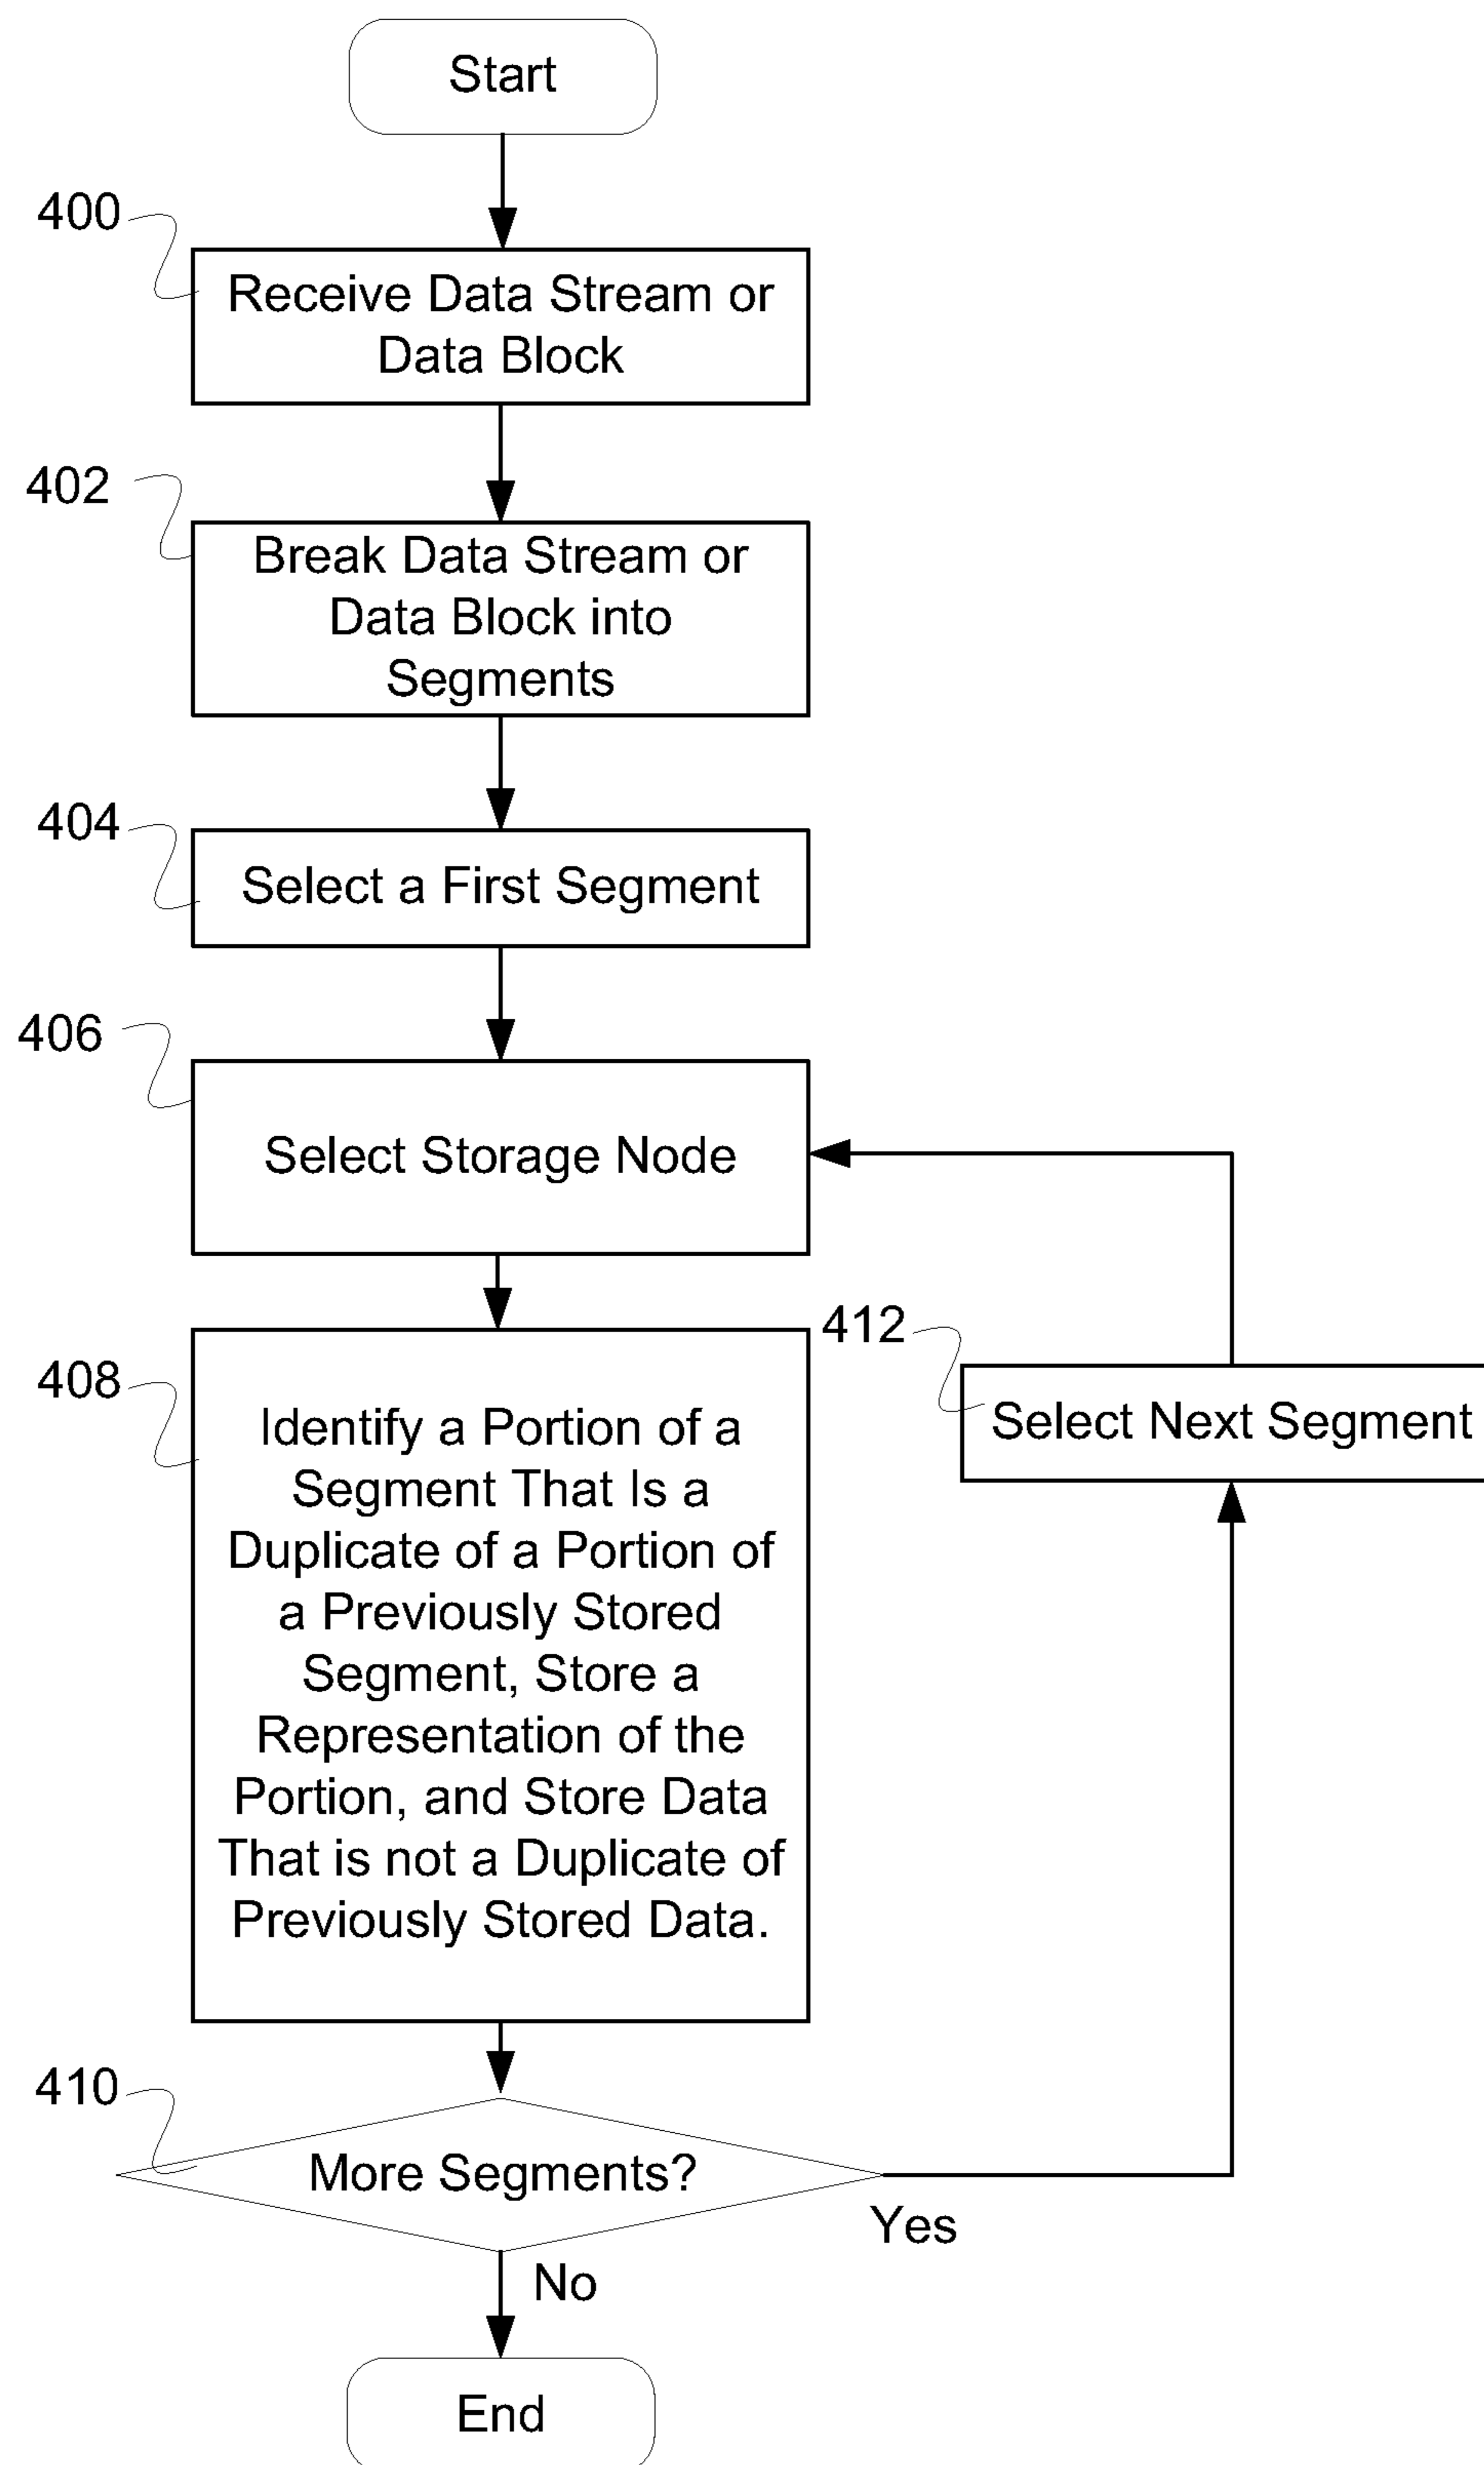 Start
400
Receive Data Stream or
Data Block
402
Break Data Stream or
Data Block into
Segments
404
Select a First Segment
406
Select Storage Node
408
Identify a Portion of a
Segment That Is a
Duplicate of a Portion of
a Previously Stored
Segment, Store a
Representation of the
Portion, and Store Data
That is not a Duplicate of
Previously Stored Data.
412
Select Next Segment
410
More Segments?
Yes
No
End